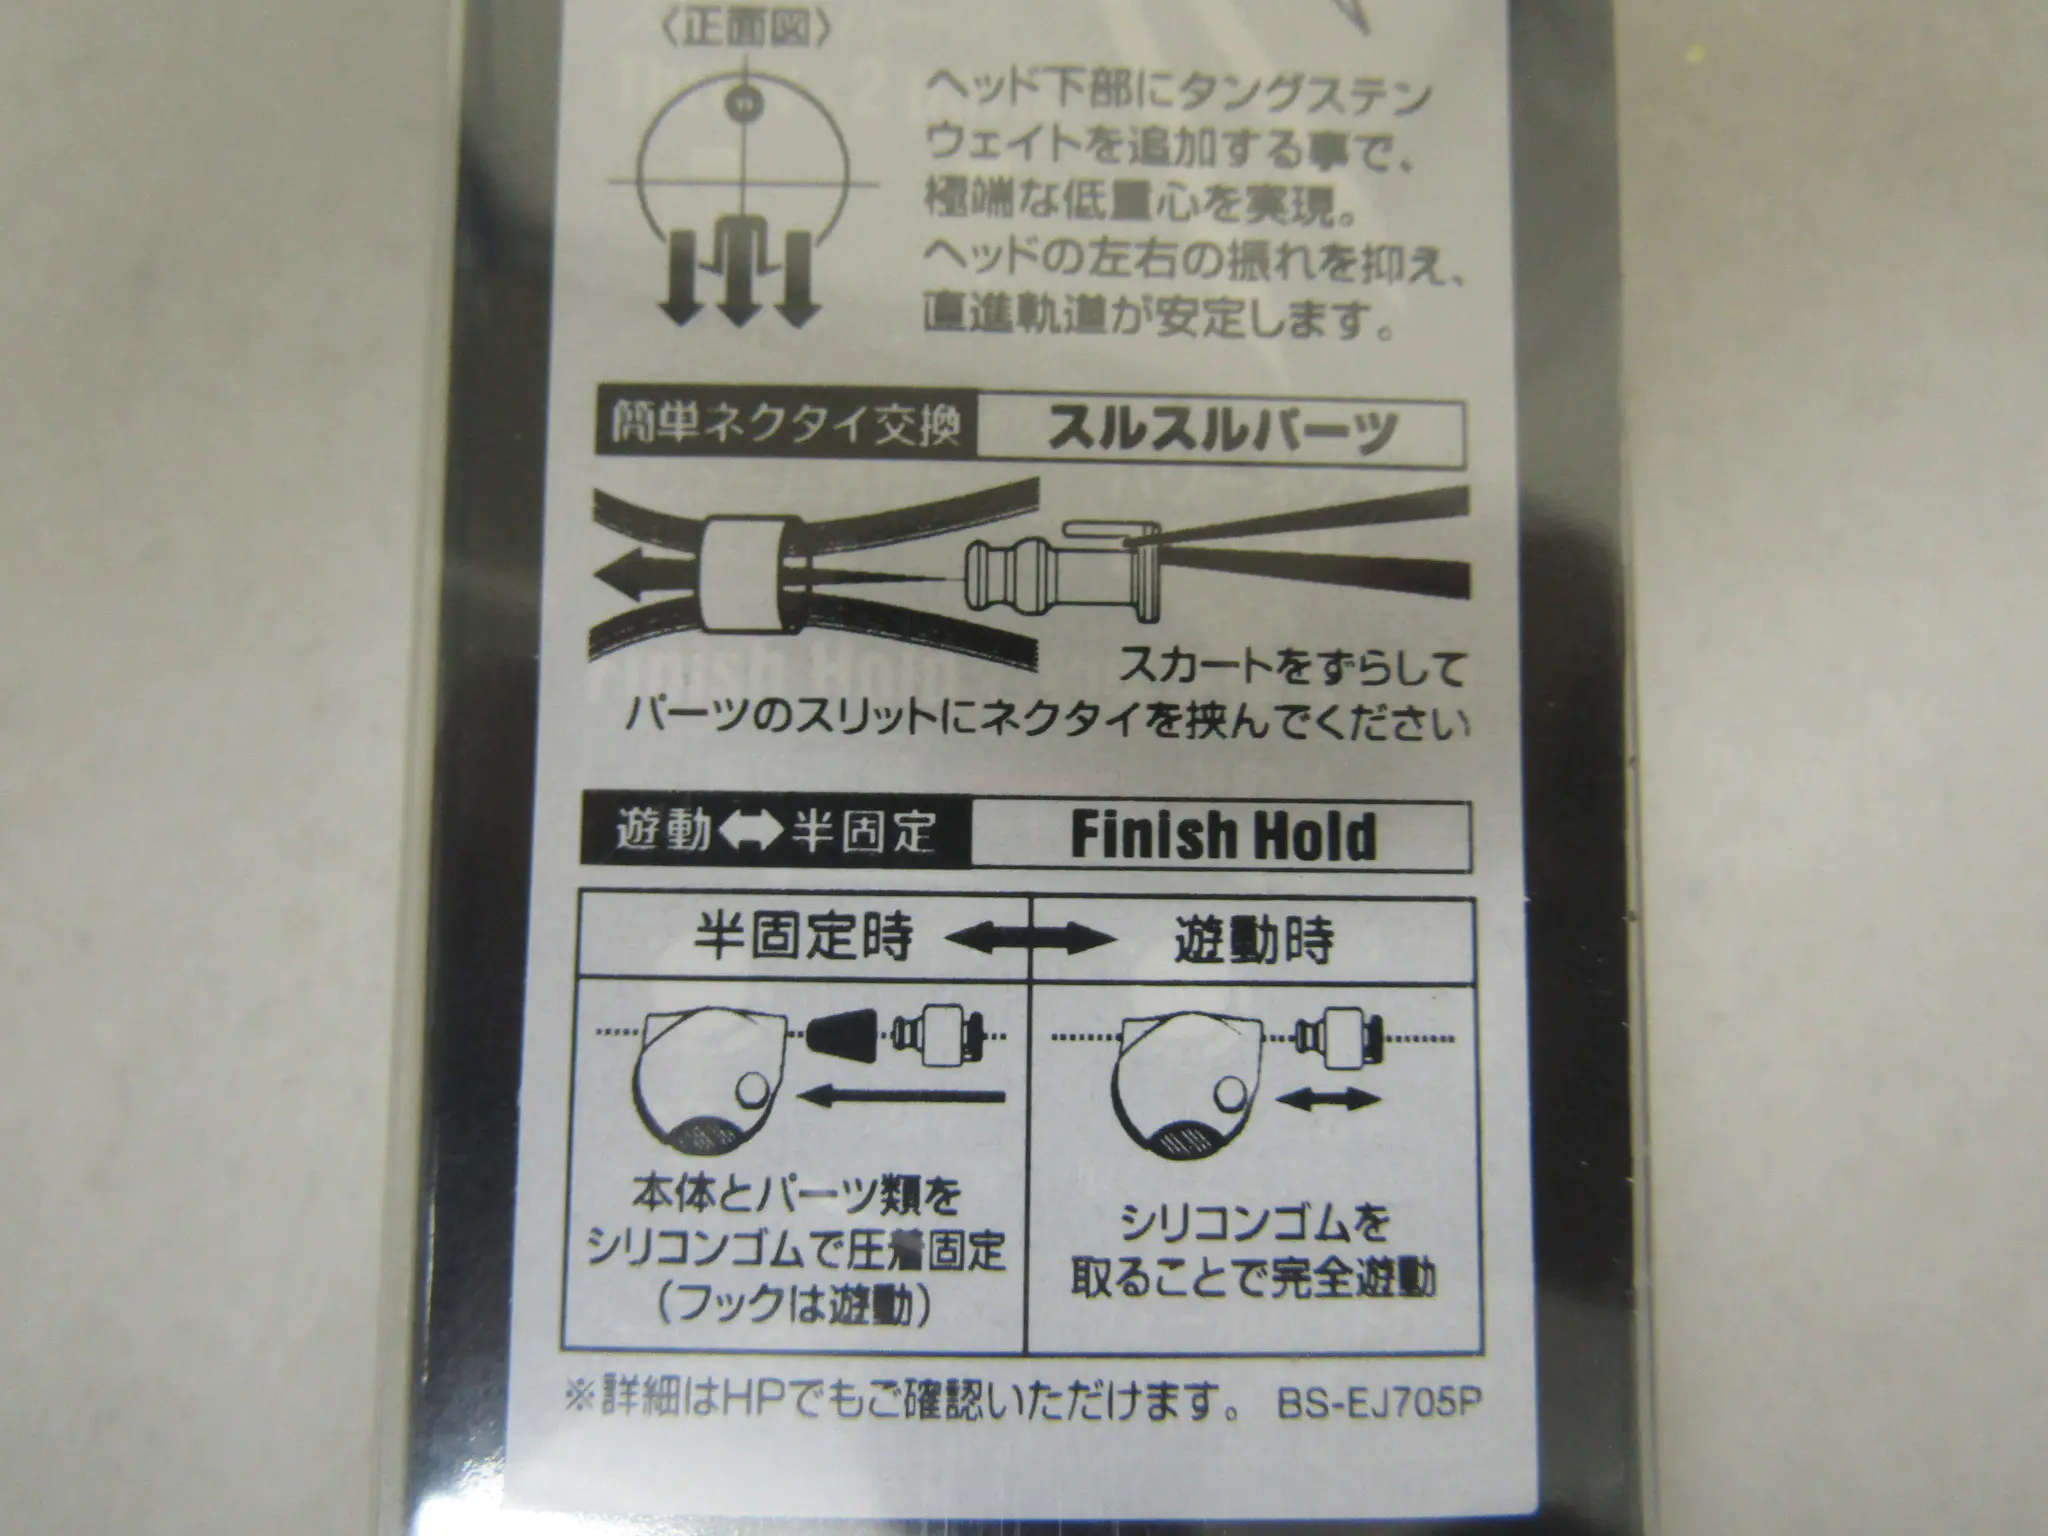 〈正面図〉
ヘッド下部にタングステン
ウェイトを追加する事で、
極端な低重心を実現。
ヘッドの左右の振れを抑え、
直進軌道が安定します。
簡単ネクタイ交換 スルスルパーツ
スカートをずらして
パーツのスリットにネクタイを挟んでください
遊動⇔半固定 Finish Hold
半固定時 ↔ 遊動時
本体とパーツ類を
シリコンゴムで圧着固定
(フックは遊動)
シリコンゴムを
取ることで完全遊動
※詳細はHPでもご確認いただけます。 BS-EJ705P